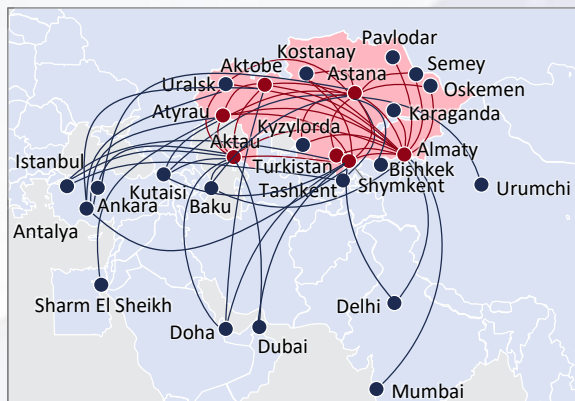 Pavlodar
Kostanay
Aktobe
Astana
Semey
Uralsk
Oskemen
Atyrau
Karaganda
Kyzylorda
Aktau
Almaty
Istanbul
Turkistan
Bishkek
Kutaisi
Tashkent
Shymkent
Urumchi
Ankara
Baku
Antalya
Sharm El Sheikh
Delhi
Doha
Dubai
Mumbai